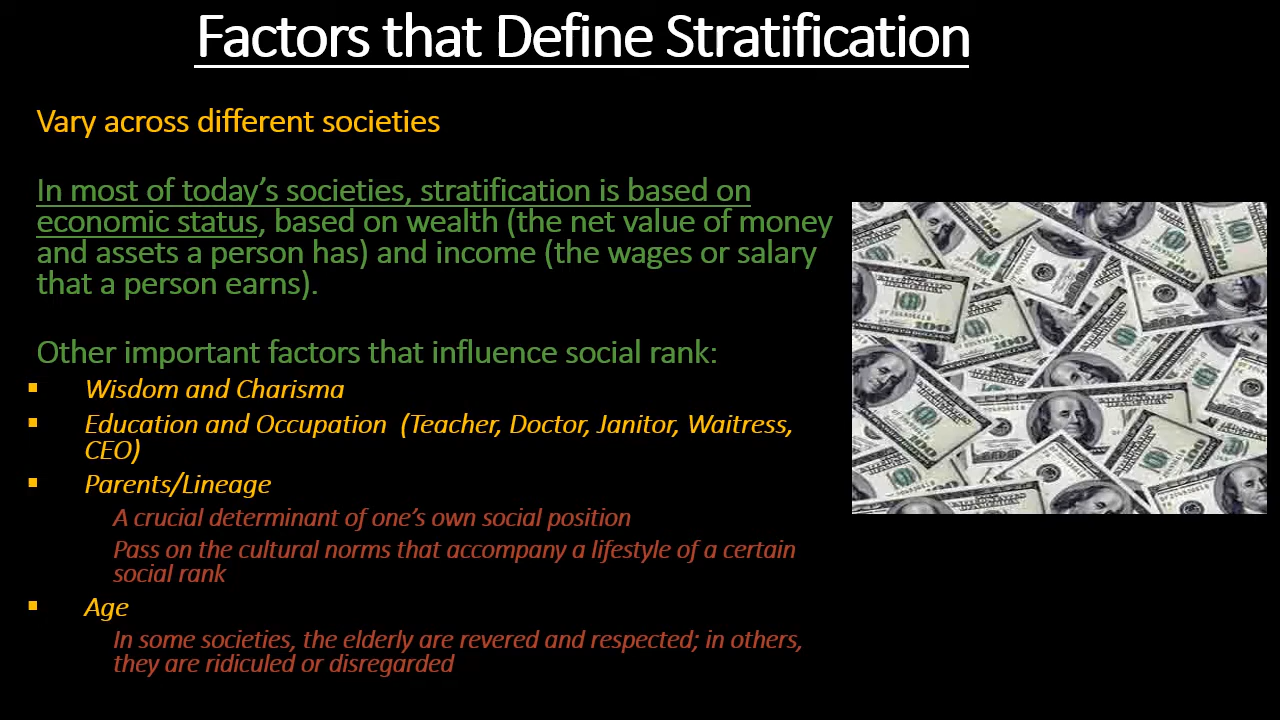 Factors that Define Stratification
Vary across different societies
In most of today’s societies, stratification is based on
economic status, based on wealth (the net value of money
and assets a person has) and income (the wages or salary
that a person earns).
Other important factors that influence social rank:
▪ Wisdom and Charisma
▪ Education and Occupation (Teacher, Doctor, Janitor, Waitress,
CEO)
▪ Parents/Lineage
A crucial determinant of one’s own social position
Pass on the cultural norms that accompany a lifestyle of a certain
social rank
▪ Age
In some societies, the elderly are revered and respected; in others,
they are ridiculed or disregarded